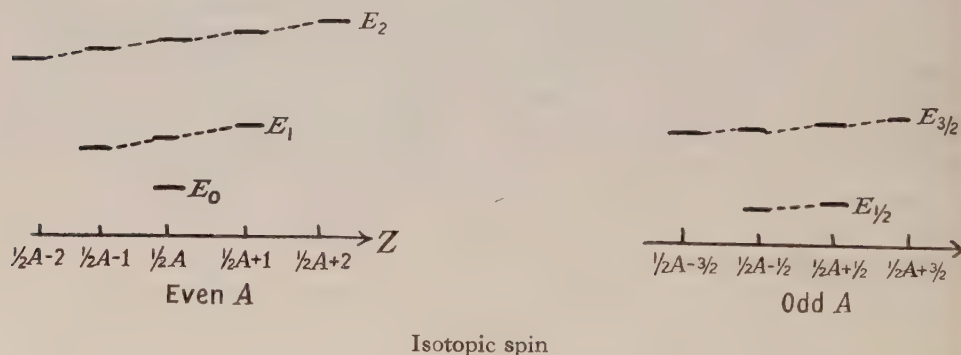 E₂
E₁
E₀
Z
½A-2 ½A-1 ½A ½A+1 ½A+2
Even A
E₃/₂
E₁/₂
½A-3/2 ½A-½ ½A+½ ½A+3/2
Odd A
Isotopic spin